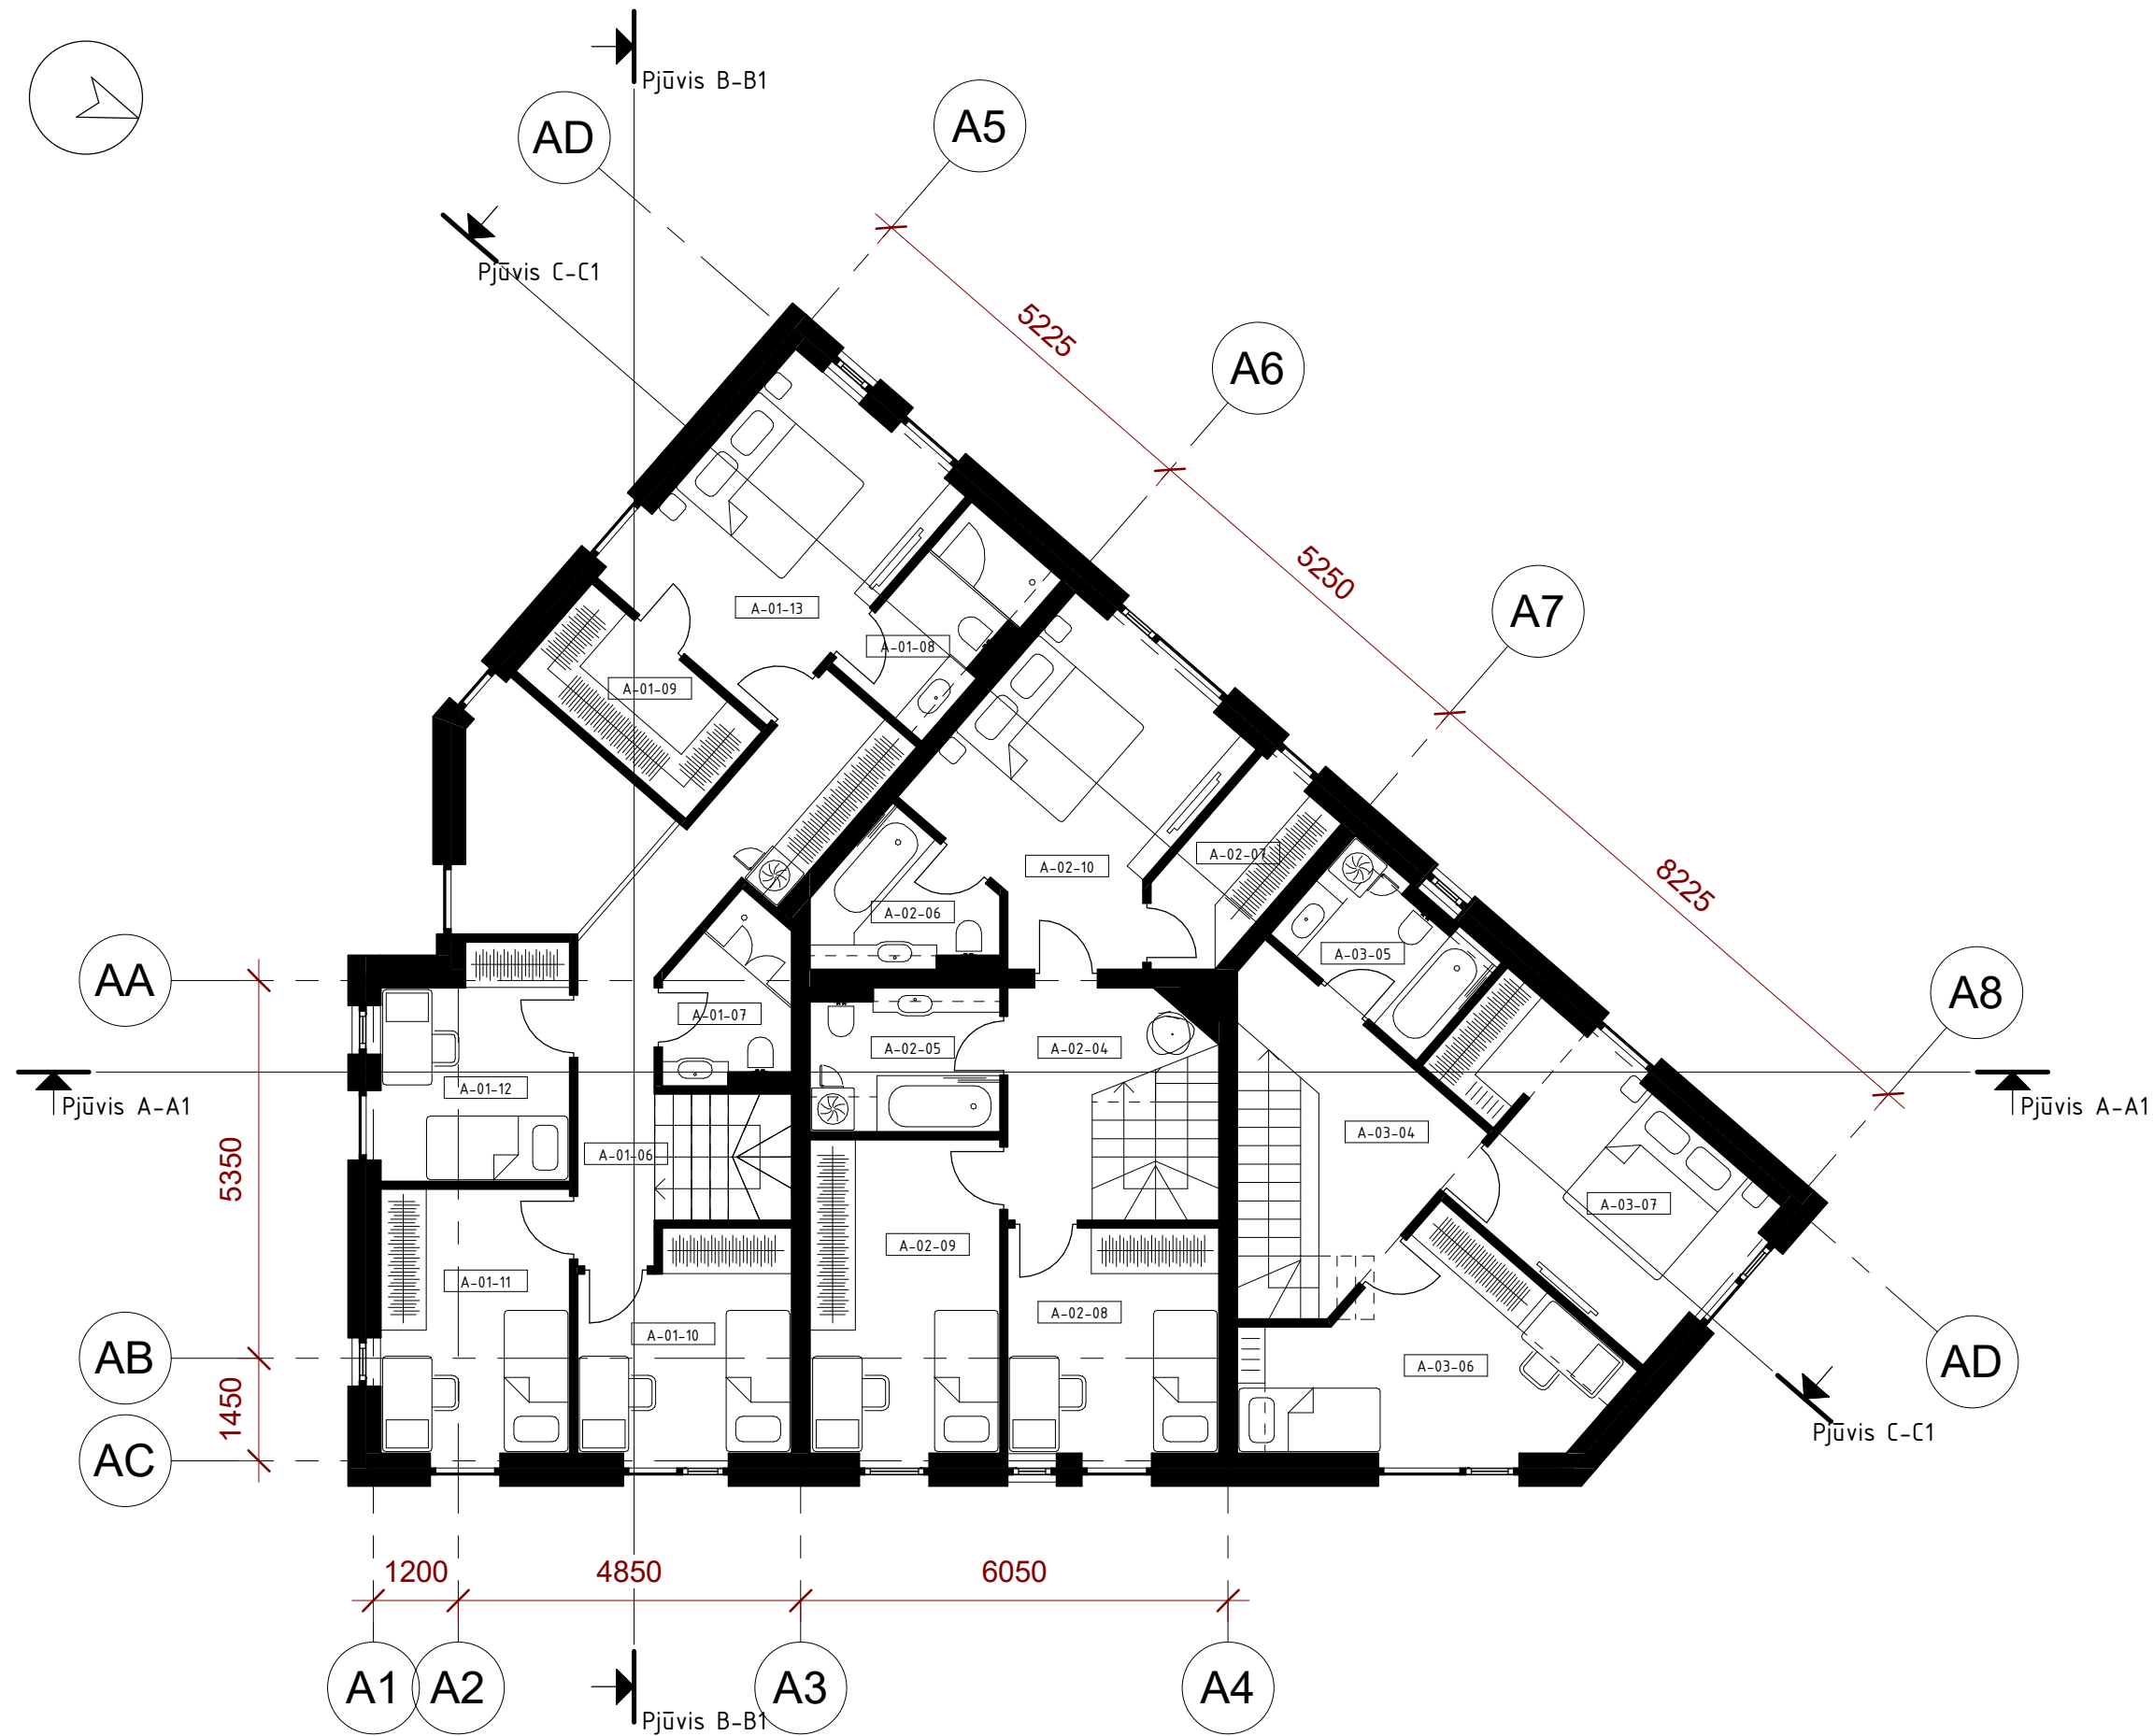 Pjūvis B-B1
A5
AD
Pjūvis C-C1
5225
A6
5250
A-01-13
A7
A-01-08
A-01-09
A-02-07
A-02-10
8225
A-02-06
A-03-05
AA
A8
A-01-07
A-02-05
A-02-04
A-01-12
Pjūvis A-A1
Pjūvis A-A1
A-03-04
5350
A-01-06
A-03-07
A-02-09
A-01-11
A-02-08
A-01-10
AB
A-03-06
AD
1450
Pjūvis C-C1
AC
1200
4850
6050
A1
A2
A3
A4
Pjūvis B-B1